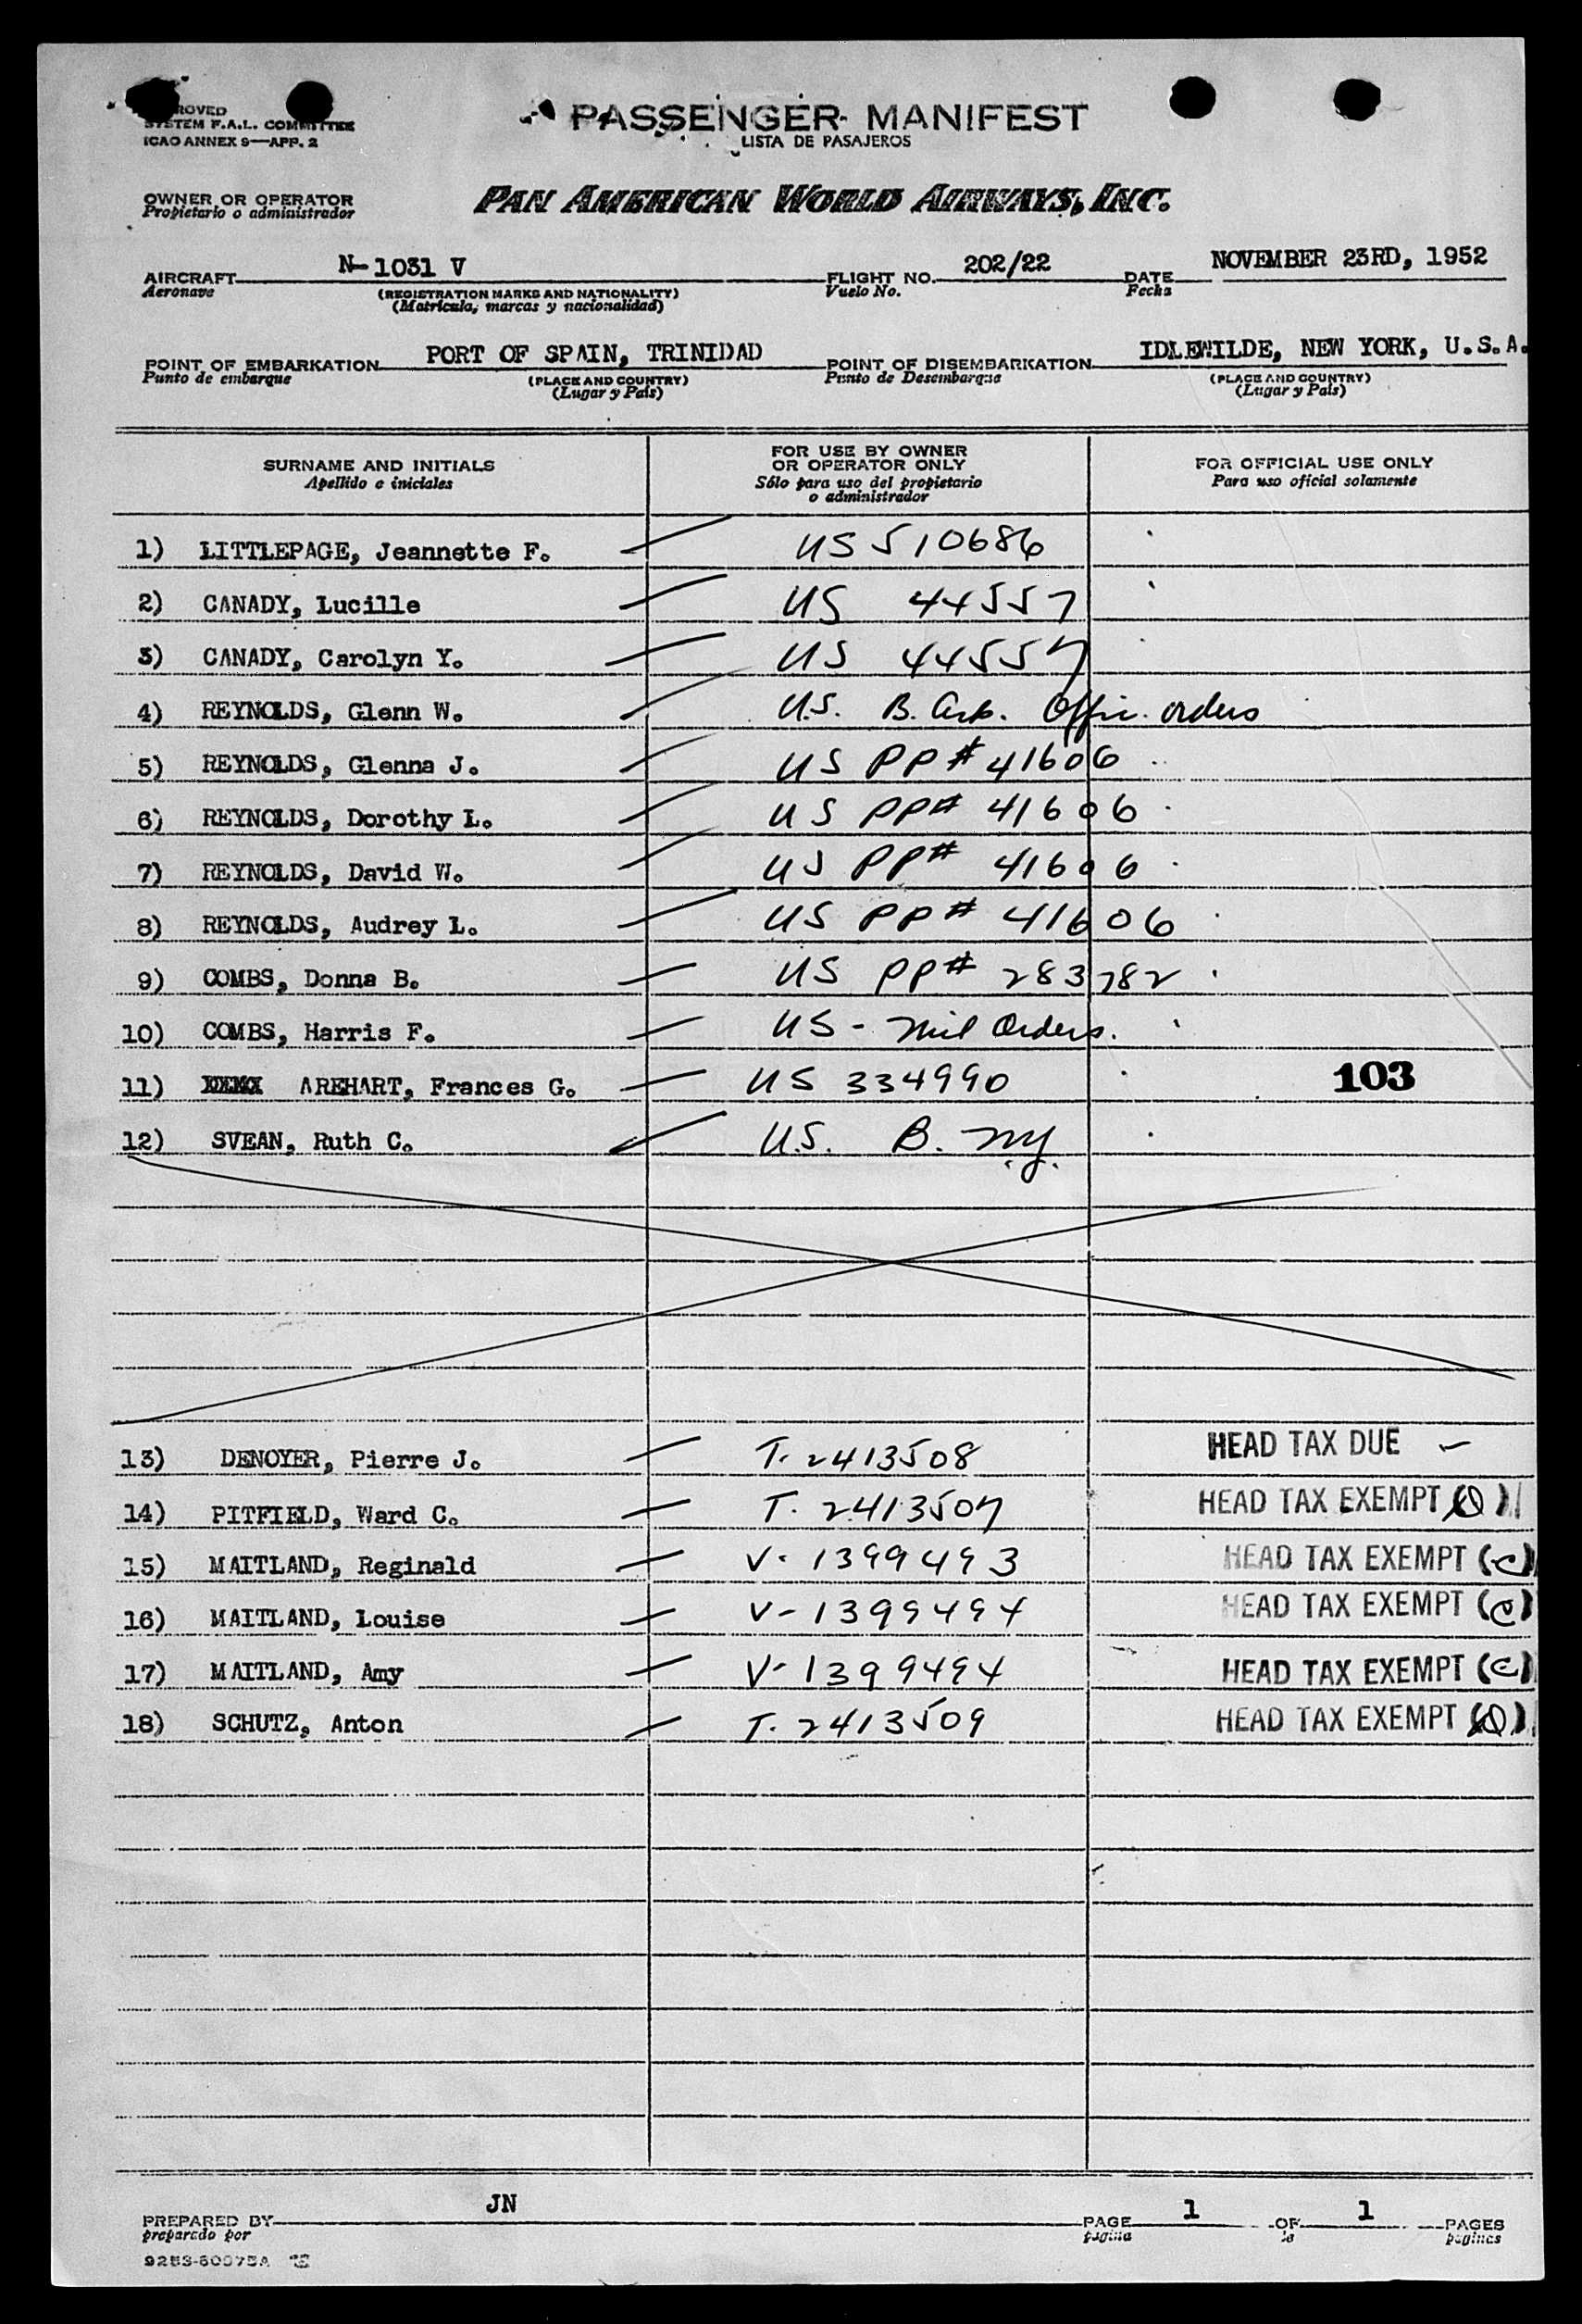 ROVED
SYSTEM F.A.L. COMMITTEE
ICAO ANNEX 9—APP. 2
PASSENGER MANIFEST
LISTA DE PASAJEROS
OWNER OR OPERATOR
Propietario o administrador
PAN AMERICAN WORLD AIRWAYS, INC.
AIRCRAFT N-1031 V FLIGHT NO. 202/22 DATE NOVEMBER 23RD, 1952
Aeronave (REGISTRATION MARKS AND NATIONALITY) Vuelo No. Fecha
(Matrícula, marcas y nacionalidad)
POINT OF EMBARKATION PORT OF SPAIN, TRINIDAD POINT OF DISEMBARKATION IDLEWILDE, NEW YORK, U.S.A.
Punto de embarque (PLACE AND COUNTRY) Punto de Desembarque (PLACE AND COUNTRY)
(Lugar y País) (Lugar y País)
SURNAME AND INITIALS FOR USE BY OWNER OR OPERATOR ONLY FOR OFFICIAL USE ONLY
Apellido e iniciales Sólo para uso del propietario o administrador Para uso oficial solamente
1) LITTLEPAGE, Jeannette F. US 510686
2) CANADY, Lucille US 44557
3) CANADY, Carolyn Y. US 44557
4) REYNOLDS, Glenn W. U.S. B. Ark. Offic. orders
5) REYNOLDS, Glenna J. US PP# 41606
6) REYNOLDS, Dorothy L. US PP# 41606
7) REYNOLDS, David W. US PP# 41606
8) REYNOLDS, Audrey L. US PP# 41606
9) COMBS, Donna B. US PP# 283782
10) COMBS, Harris F. US - Mil Orders.
11) AREHART, Frances G. US 334990 103
12) SVEAN, Ruth C. U.S. B. NY.
13) DENOYER, Pierre J. T. 2413508 HEAD TAX DUE
14) PITFIELD, Ward C. T. 2413507 HEAD TAX EXEMPT (D)
15) MAITLAND, Reginald V- 1399493 HEAD TAX EXEMPT (C)
16) MAITLAND, Louise V-1399494 HEAD TAX EXEMPT (C)
17) MAITLAND, Amy V-1399494 HEAD TAX EXEMPT (C)
18) SCHUTZ, Anton T. 2413509 HEAD TAX EXEMPT (D)
PREPARED BY JN PAGE 1 OF 1 PAGES
preparado por página de páginas